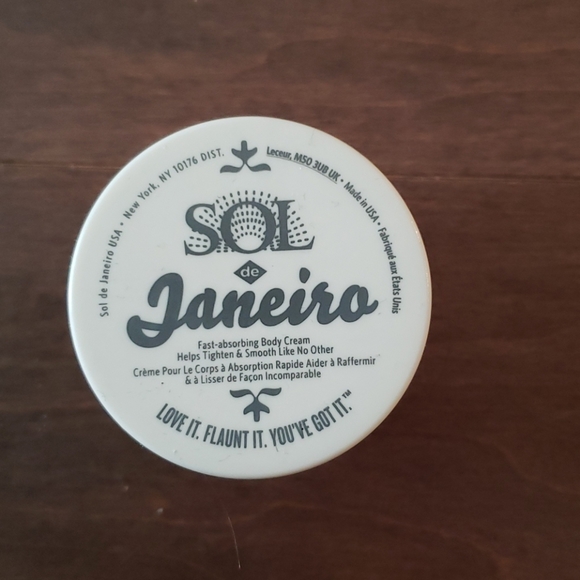 Sol de Janeiro USA • New York, NY 10176 DIST. Leceur, MSO 3UB UK • Made in USA • Fabriqué aux États Unis
SOL
de
Janeiro
Fast-absorbing Body Cream
Helps Tighten & Smooth Like No Other
Crème Pour Le Corps à Absorption Rapide Aider à Raffermir
& à Lisser de Façon Incomparable
LOVE IT. FLAUNT IT. YOU'VE GOT IT.™